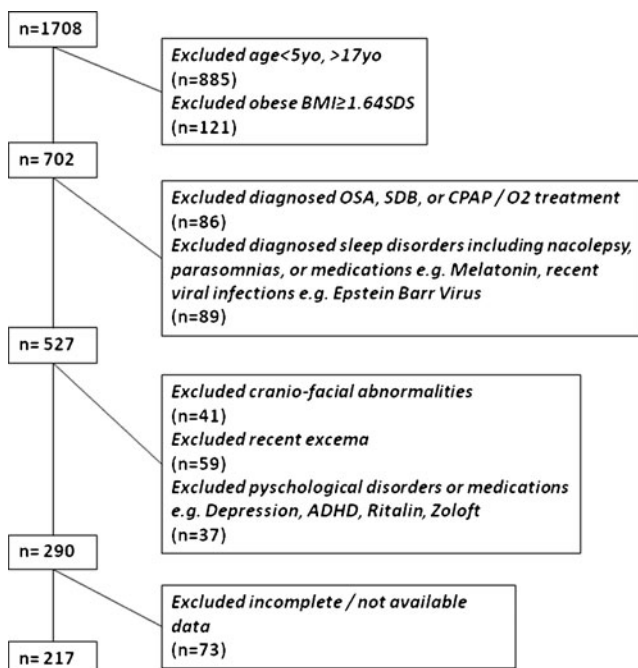 n=1708
Excluded age<5yo, >17yo
(n=885)
Excluded obese BMI≥1.64SDS
(n=121)
n= 702
Excluded diagnosed OSA, SDB, or CPAP / O2 treatment
(n=86)
Excluded diagnosed sleep disorders including nacolepsy,
parasomnias, or medications e.g. Melatonin, recent
viral infections e.g. Epstein Barr Virus
(n=89)
n= 527
Excluded cranio-facial abnormalities
(n=41)
Excluded recent excema
(n=59)
Excluded pyschological disorders or medications
e.g. Depression, ADHD, Ritalin, Zoloft
(n=37)
n= 290
Excluded incomplete / not available
data
(n=73)
n= 217